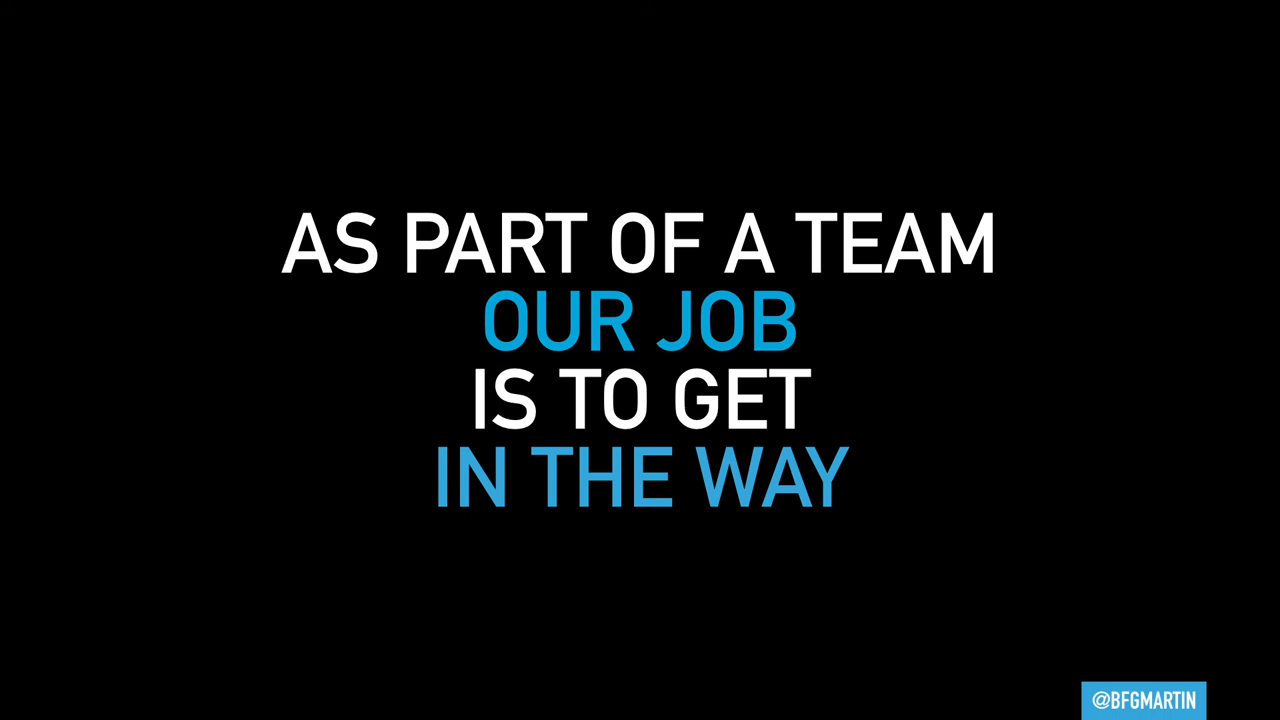 AS PART OF A TEAM
OUR JOB
IS TO GET
IN THE WAY
@BFGMARTIN